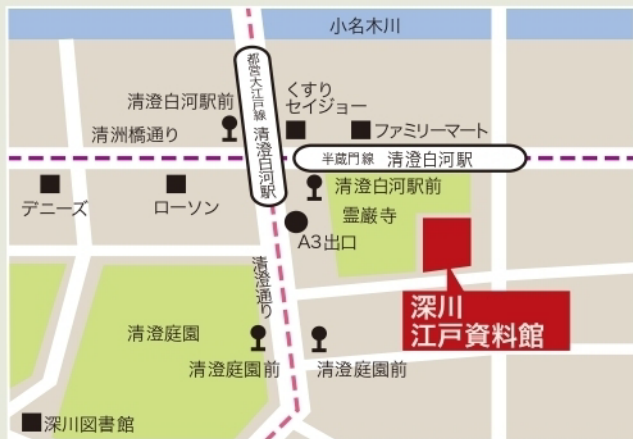 小名木川
都営大江戸線 清澄白河駅
くすり
セイジョー
清澄白河駅前
ファミリーマート
清洲橋通り
半蔵門線 清澄白河駅
清澄白河駅前
デニーズ
ローソン
霊巌寺
A3出口
清澄通り
深川
江戸資料館
清澄庭園
清澄庭園前
清澄庭園前
深川図書館